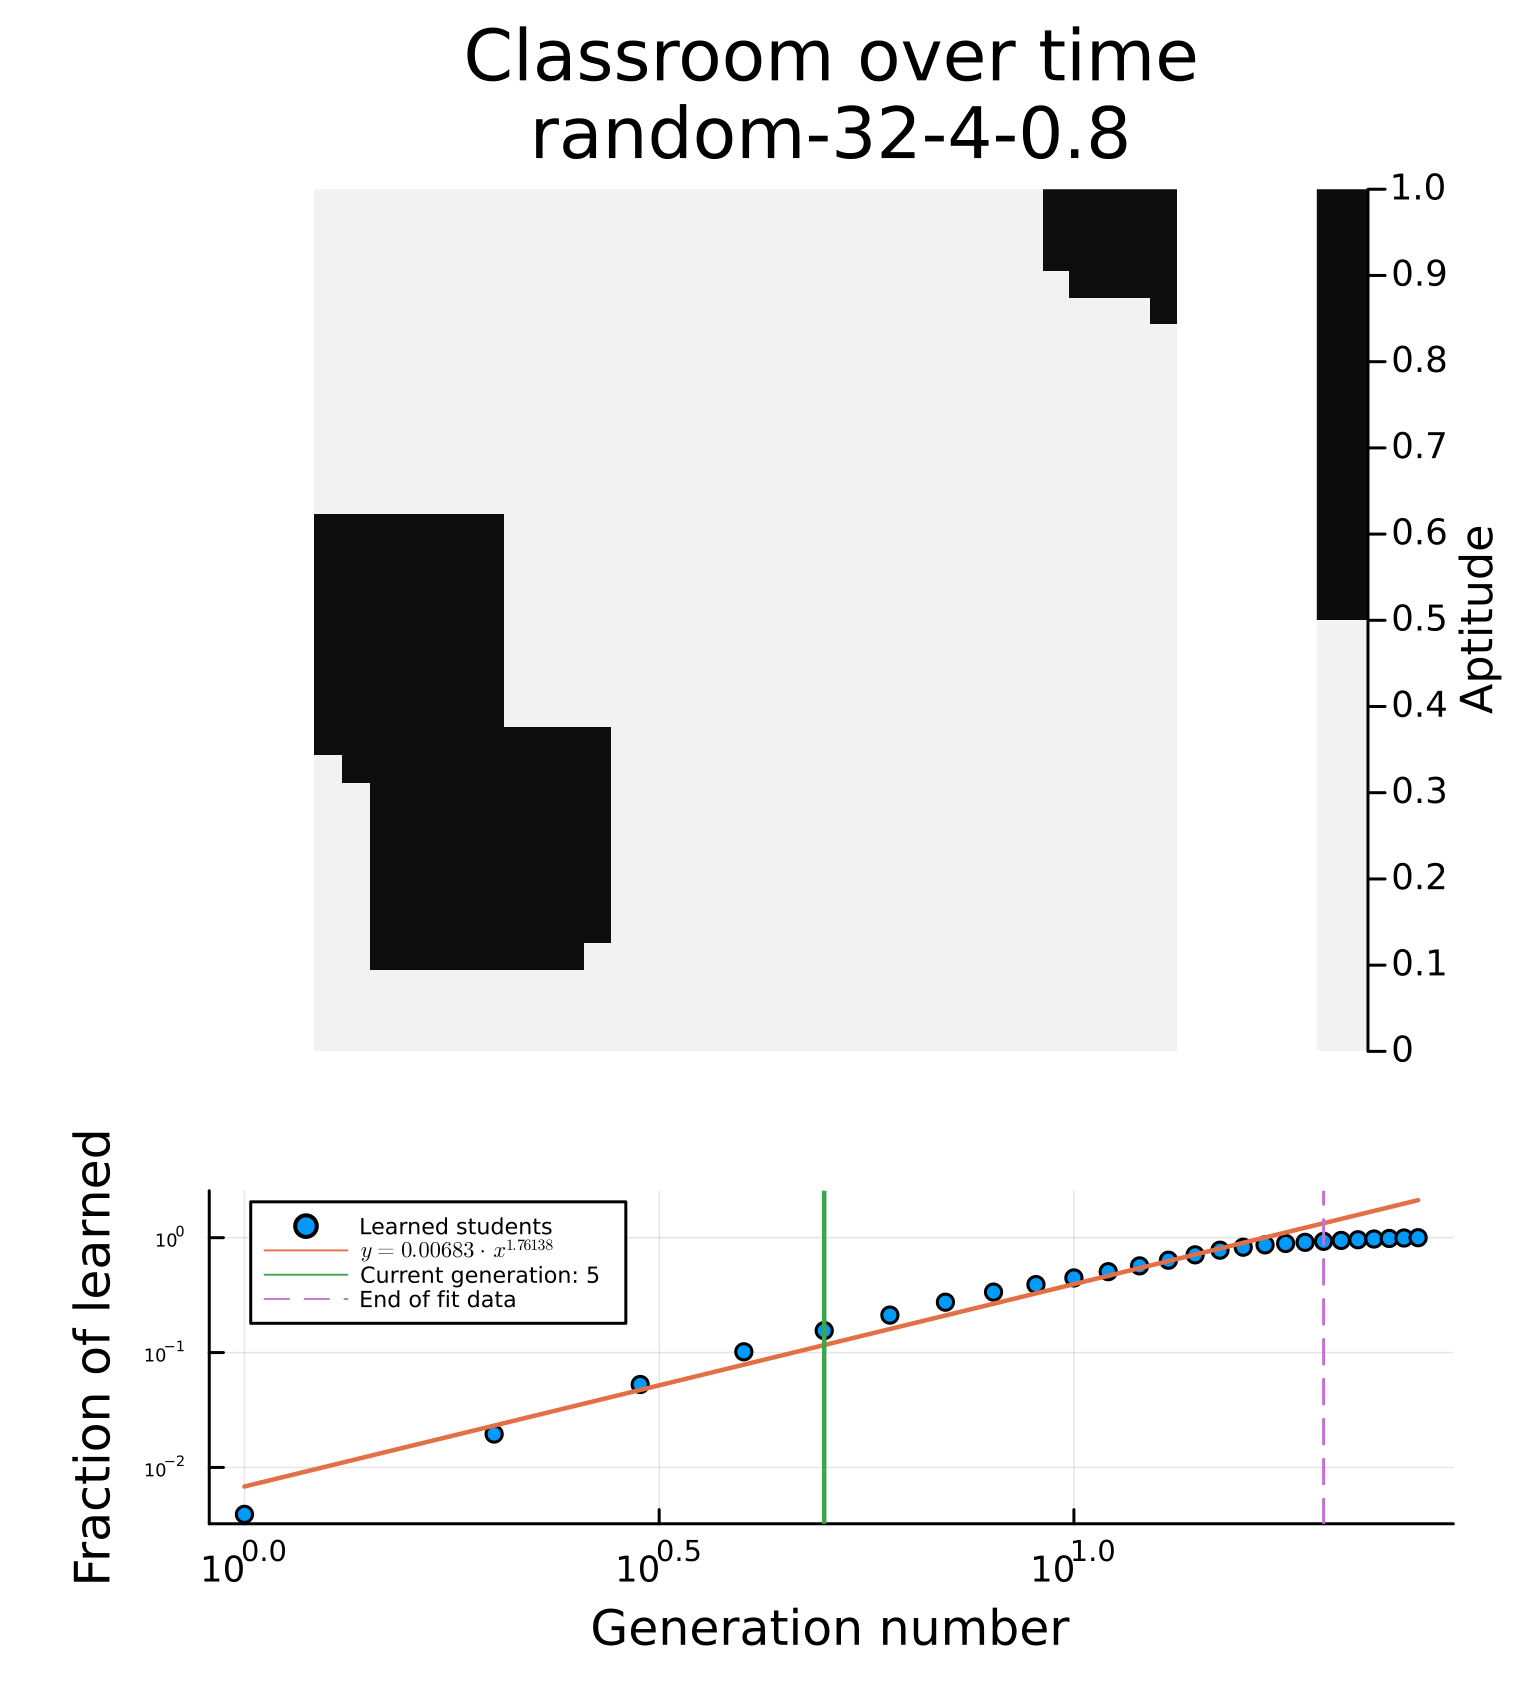 Classroom over time
random-32-4-0.8
1.0
0.9
0.8
0.7
0.6
0.5
0.4
0.3
0.2
0.1
0
Aptitude
Fraction of learned
10⁰
10⁻¹
10⁻²
Learned students
y = 0.00683 · x^1.76138
Current generation: 5
End of fit data
10^0.0
10^0.5
10^1.0
Generation number